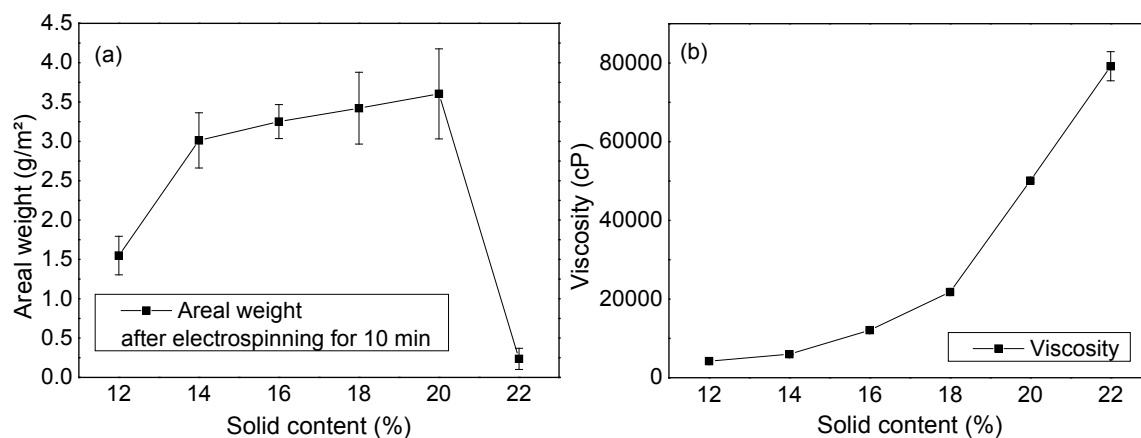 (a)
Areal weight (g/m²)
4.5
4.0
3.5
3.0
2.5
2.0
1.5
1.0
0.5
0.0
Areal weight
after electrospinning for 10 min
12 14 16 18 20 22
Solid content (%)
(b)
Viscosity (cP)
80000
60000
40000
20000
0
Viscosity
12 14 16 18 20 22
Solid content (%)